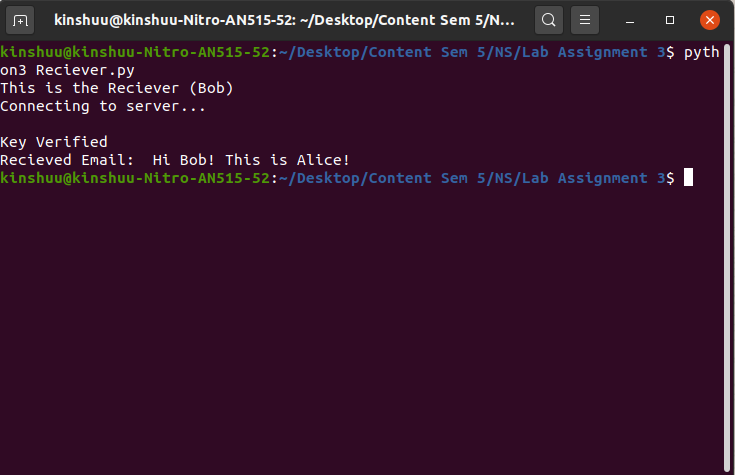 kinshuu@kinshuu-Nitro-AN515-52: ~/Desktop/Content Sem 5/N...
kinshuu@kinshuu-Nitro-AN515-52:~/Desktop/Content Sem 5/NS/Lab Assignment 3$ pyth
on3 Reciever.py
This is the Reciever (Bob)
Connecting to server...
Key Verified
Recieved Email:  Hi Bob! This is Alice!
kinshuu@kinshuu-Nitro-AN515-52:~/Desktop/Content Sem 5/NS/Lab Assignment 3$